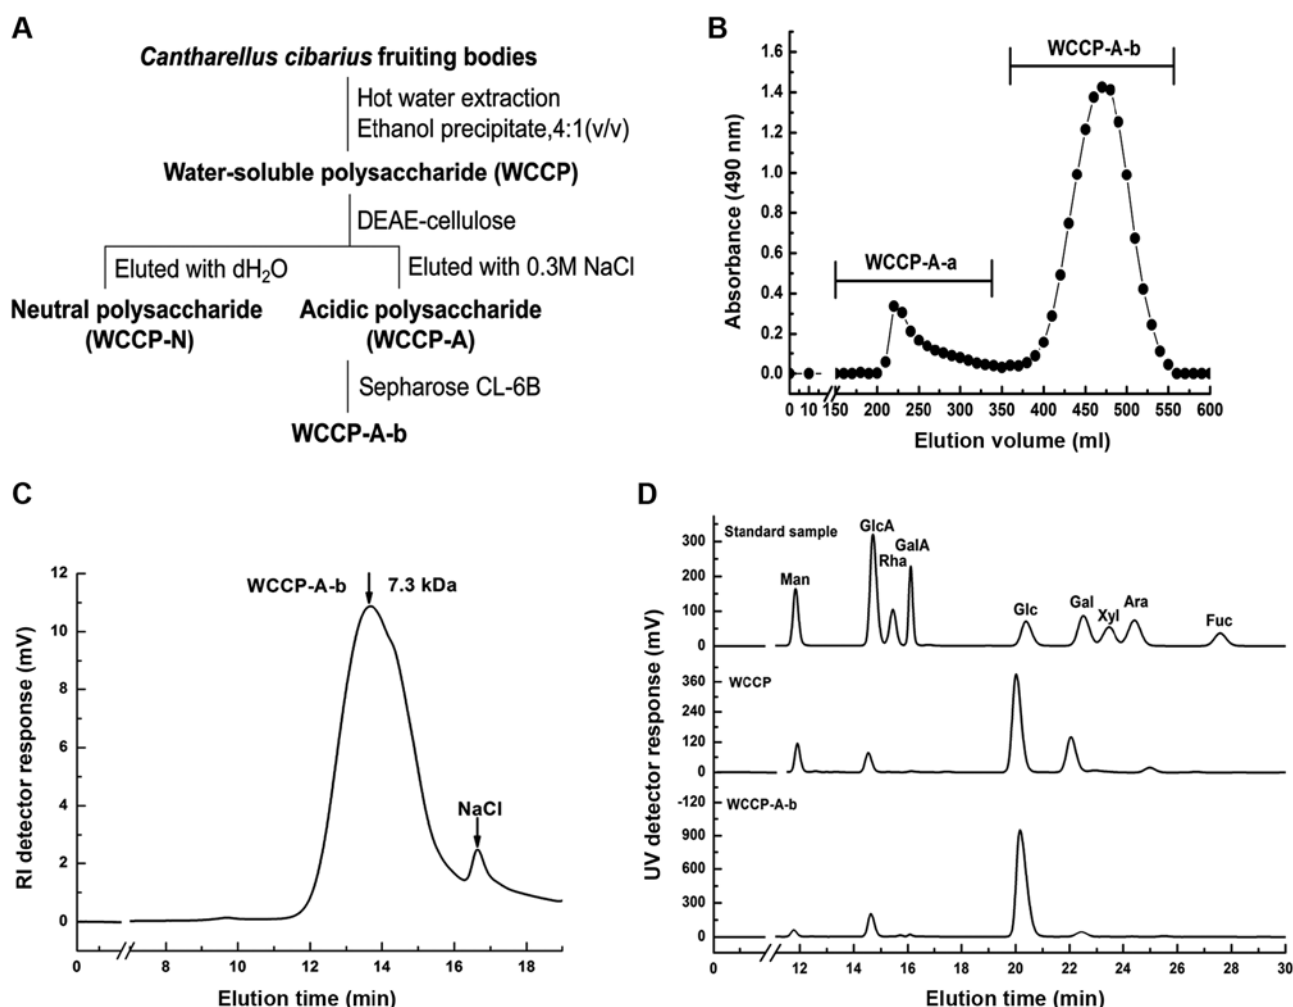 A
Cantharellus cibarius fruiting bodies
Hot water extraction
Ethanol precipitate,4:1(v/v)
Water-soluble polysaccharide (WCCP)
DEAE-cellulose
Eluted with dH₂O
Eluted with 0.3M NaCl
Neutral polysaccharide
(WCCP-N)
Acidic polysaccharide
(WCCP-A)
Sepharose CL-6B
WCCP-A-b
B
WCCP-A-b
WCCP-A-a
Absorbance (490 nm)
1.6
1.4
1.2
1.0
0.8
0.6
0.4
0.2
0.0
0 10 150 200 250 300 350 400 450 500 550 600
Elution volume (ml)
C
WCCP-A-b 7.3 kDa
NaCl
RI detector response (mV)
12
10
8
6
4
2
0
0 8 10 12 14 16 18
Elution time (min)
D
Standard sample
Man
GlcA
Rha
GalA
Glc
Gal
Xyl
Ara
Fuc
300
200
100
0
WCCP
360
240
120
0
-120
WCCP-A-b
900
600
300
0
UV detector response (mV)
0 12 14 16 18 20 22 24 26 28 30
Elution time (min)